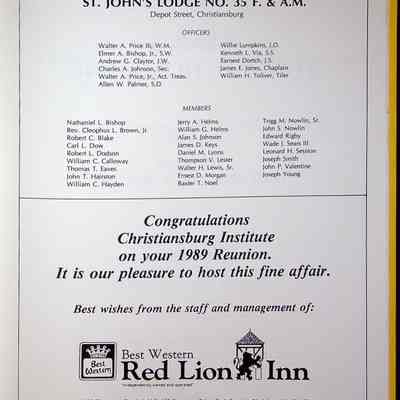 ST. JOHN'S LODGE NO. 35 F. & A.M.
Depot Street, Christiansburg
OFFICERS
Walter A. Price III, W.M.
Elmer A. Bishop, Jr., S.W.
Andrew G. Claytor, J.W.
Charles A. Johnson, Sec.
Walter A. Price, Jr., Act. Treas.
Allen W. Palmer, S.D.
Willie Lumpkins, J.D.
Kenneth L. Via, S.S.
Earnest Dortch, J.S.
James E. Jones, Chaplain
William H. Toliver, Tiler
MEMBERS
Nathaniel L. Bishop
Rev. Cleophus L. Brown, Jr.
Robert C. Blake
Carl L. Dow
Robert L. Dodson
William C. Calloway
Thomas T. Eaves
John T. Hairston
William C. Hayden
Jerry A. Helms
William G. Helms
Alan S. Johnson
James D. Keys
Daniel M. Lyons
Thompson V. Lester
Walter H. Lewis, Sr.
Ernest D. Morgan
Baxter T. Noel
Trigg M. Nowlin, Sr.
John S. Nowlin
Edward Rigby
Wade J. Sears III
Leonard H. Session
Joseph Smith
John P. Valentine
Joseph Young
Congratulations
Christiansburg Institute
on your 1989 Reunion.
It is our pleasure to host this fine affair.
Best wishes from the staff and management of:
Best
Western
Best Western
Red Lion Inn
"Independently owned and operated"